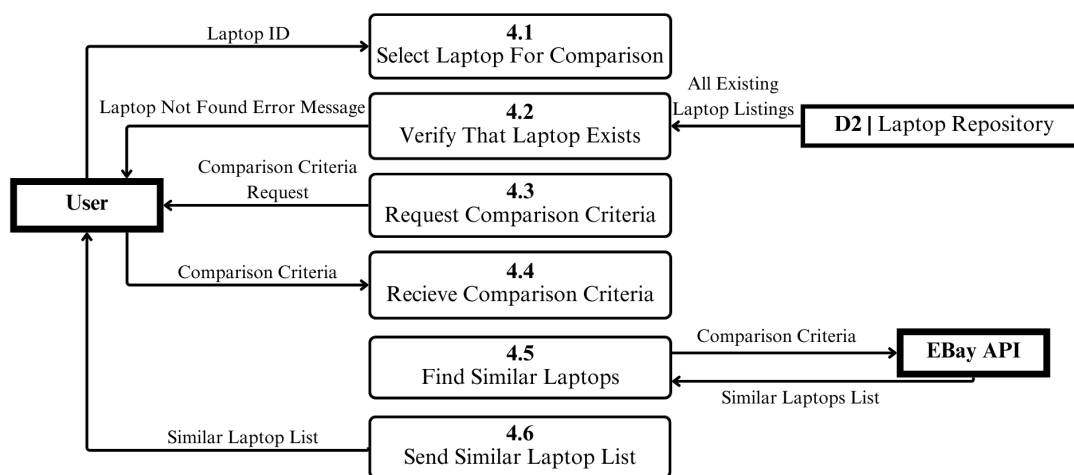 Laptop ID
4.1
Select Laptop For Comparison
All Existing
Laptop Listings
Laptop Not Found Error Message
4.2
Verify That Laptop Exists
D2 | Laptop Repository
Comparison Criteria
Request
User
4.3
Request Comparison Criteria
Comparison Criteria
4.4
Recieve Comparison Criteria
Comparison Criteria
4.5
Find Similar Laptops
EBay API
Similar Laptops List
Similar Laptop List
4.6
Send Similar Laptop List